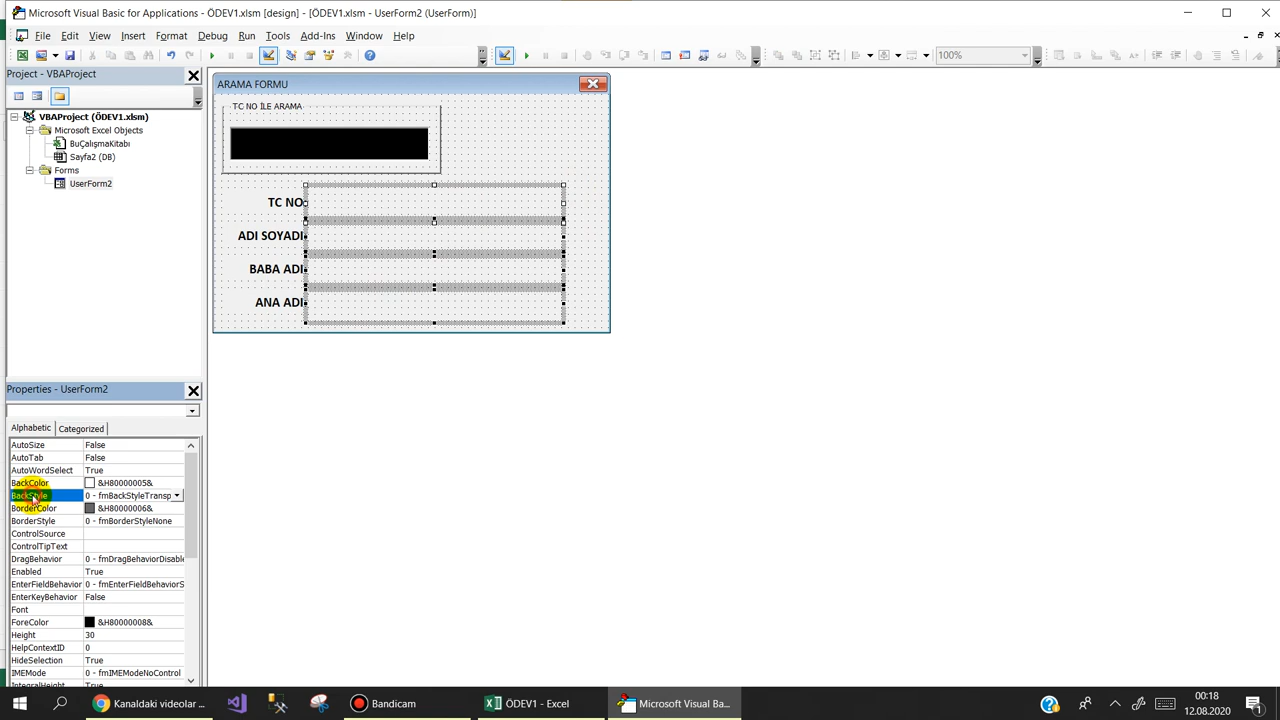 Microsoft Visual Basic for Applications - ÖDEV1.xlsm [design] - [ÖDEV1.xlsm - UserForm2 (UserForm)]
File Edit View Insert Format Debug Run Tools Add-Ins Window Help
100%
Project - VBAProject
VBAProject (ÖDEV1.xlsm)
Microsoft Excel Objects
BuÇalışmaKitabı
Sayfa2 (DB)
Forms
UserForm2
ARAMA FORMU
TC NO İLE ARAMA
TC NO
ADI SOYADI
BABA ADI
ANA ADI
Properties - UserForm2
Alphabetic Categorized
AutoSize False
AutoTab False
AutoWordSelect True
BackColor &H80000005&
BackStyle 0 - fmBackStyleTransp
BorderColor &H80000006&
BorderStyle 0 - fmBorderStyleNone
ControlSource
ControlTipText
DragBehavior 0 - fmDragBehaviorDisable
Enabled True
EnterFieldBehavior 0 - fmEnterFieldBehaviorS
EnterKeyBehavior False
Font
ForeColor &H80000008&
Height 30
HelpContextID 0
HideSelection True
IMEMode 0 - fmIMEModeNoControl
IntegralHeight True
Kanaldaki videolar ...
Bandicam
ÖDEV1 - Excel
Microsoft Visual Ba...
00:18
12.08.2020
1